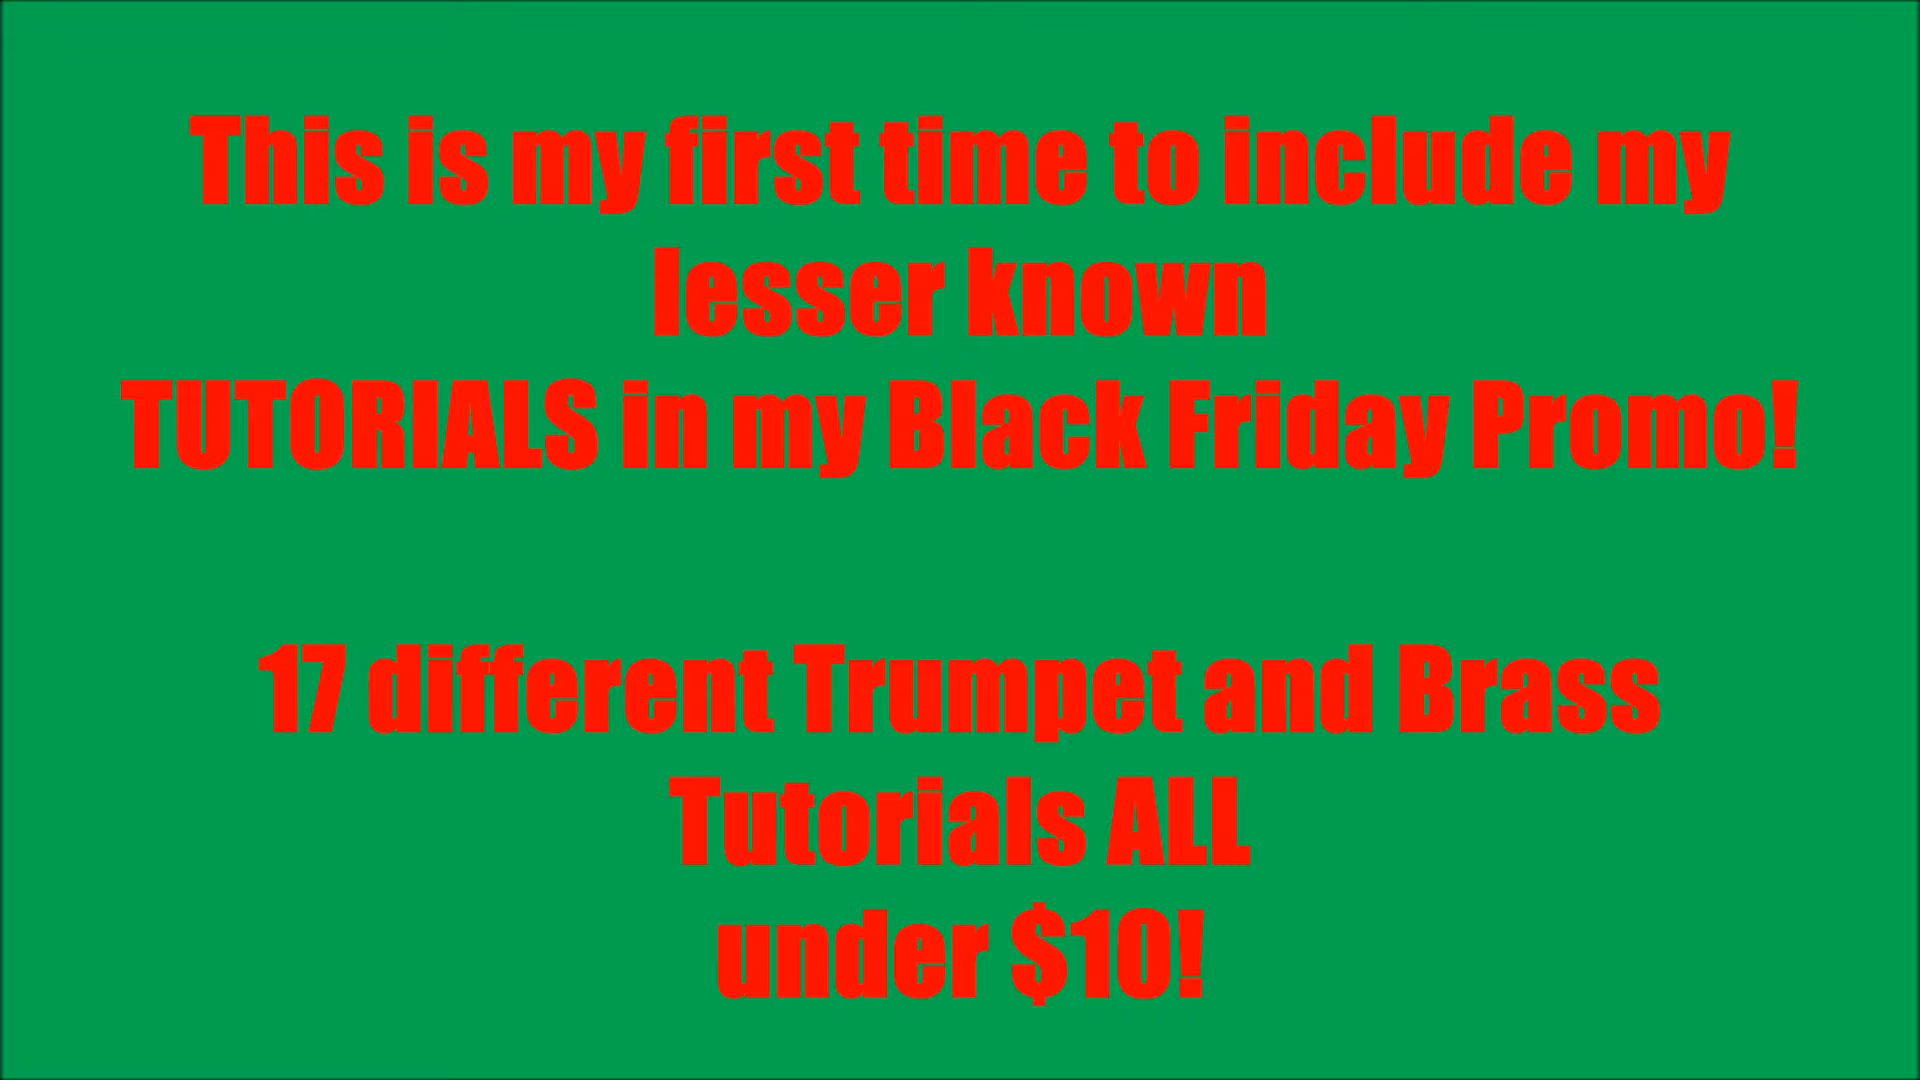 This is my first time to include my
lesser known
TUTORIALS in my Black Friday Promo!
17 different Trumpet and Brass
Tutorials ALL
under $10!